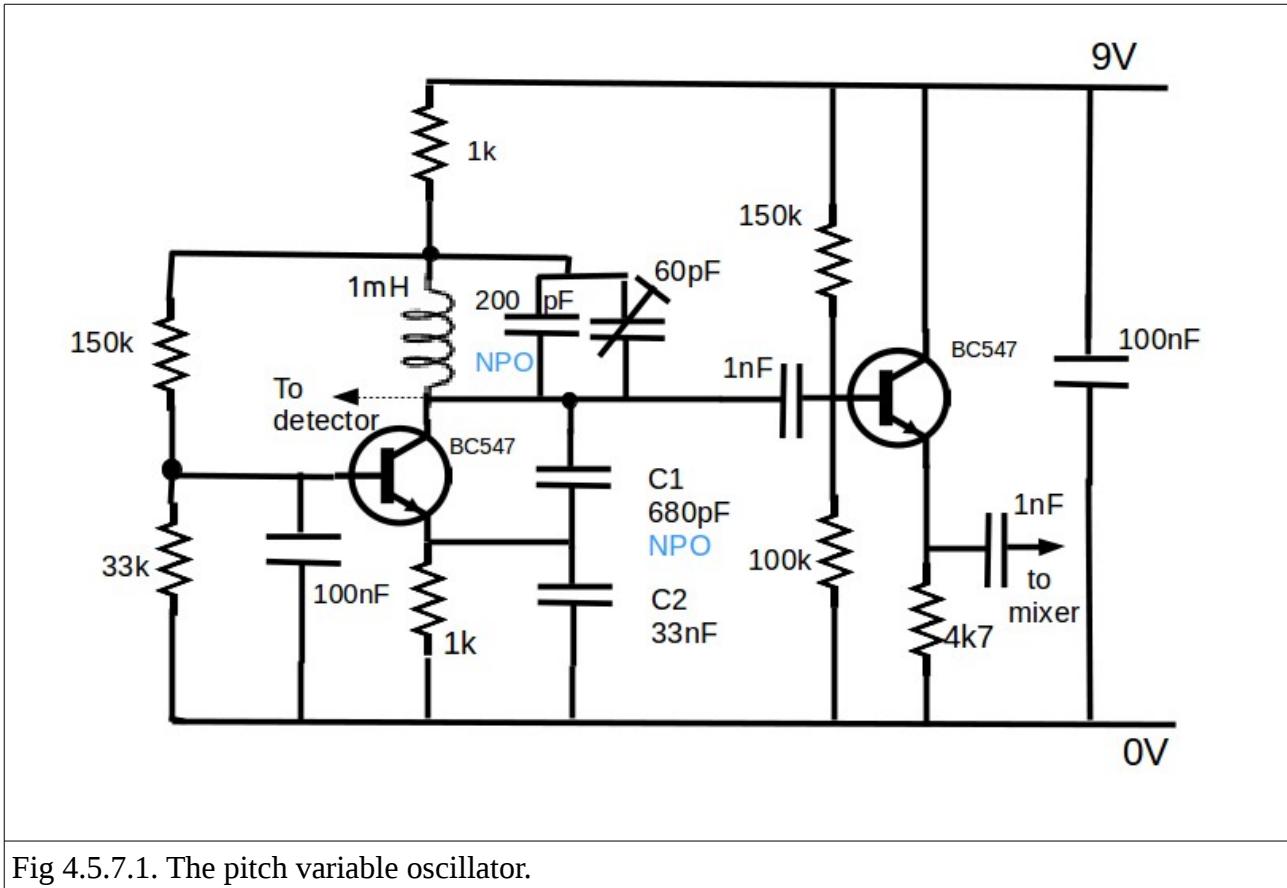 9V
1k
150k
60pF
1mH
200 pF
150k
NPO
1nF
BC547
100nF
To
detector
BC547
C1
680pF
NPO
33k
100nF
1k
C2
33nF
100k
1nF
to
mixer
4k7
0V
Fig 4.5.7.1. The pitch variable oscillator.